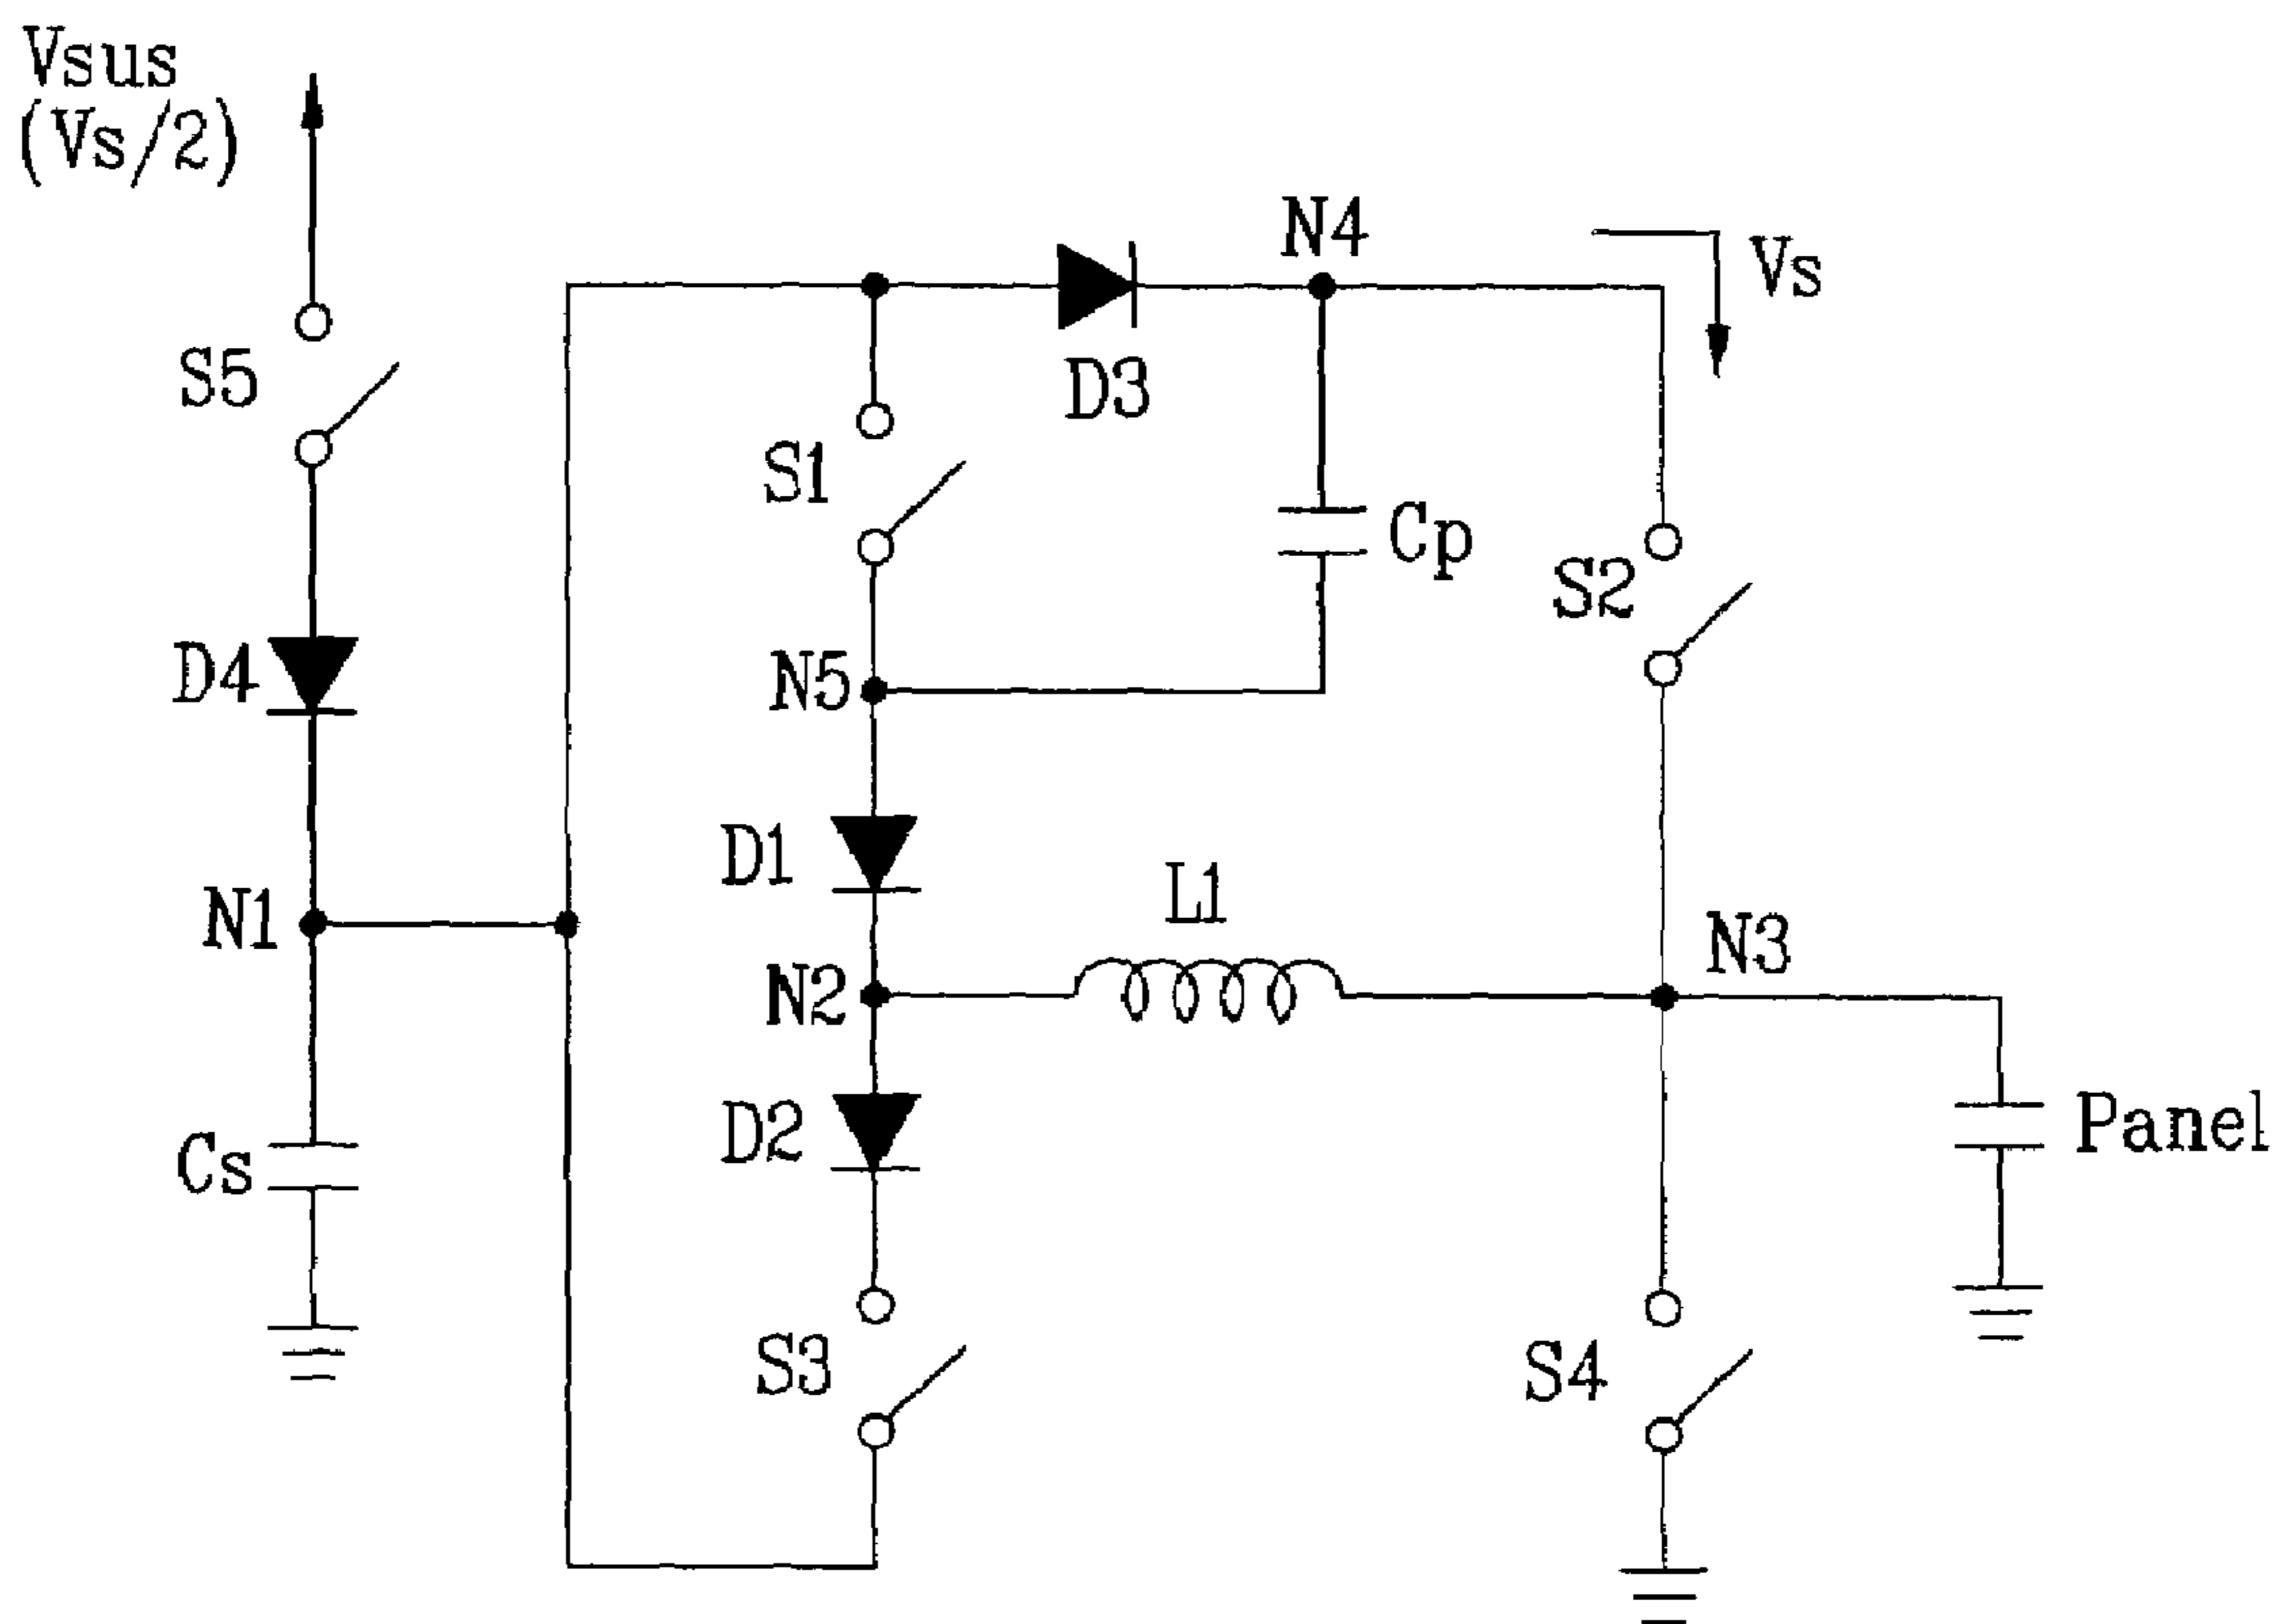 Vsus
(Vs/2)
N4
Vs
S5
D3
S1
Cp
S2
D4
N5
D1
L1
N1
N2
N3
D2
Panel
Cs
S3
S4